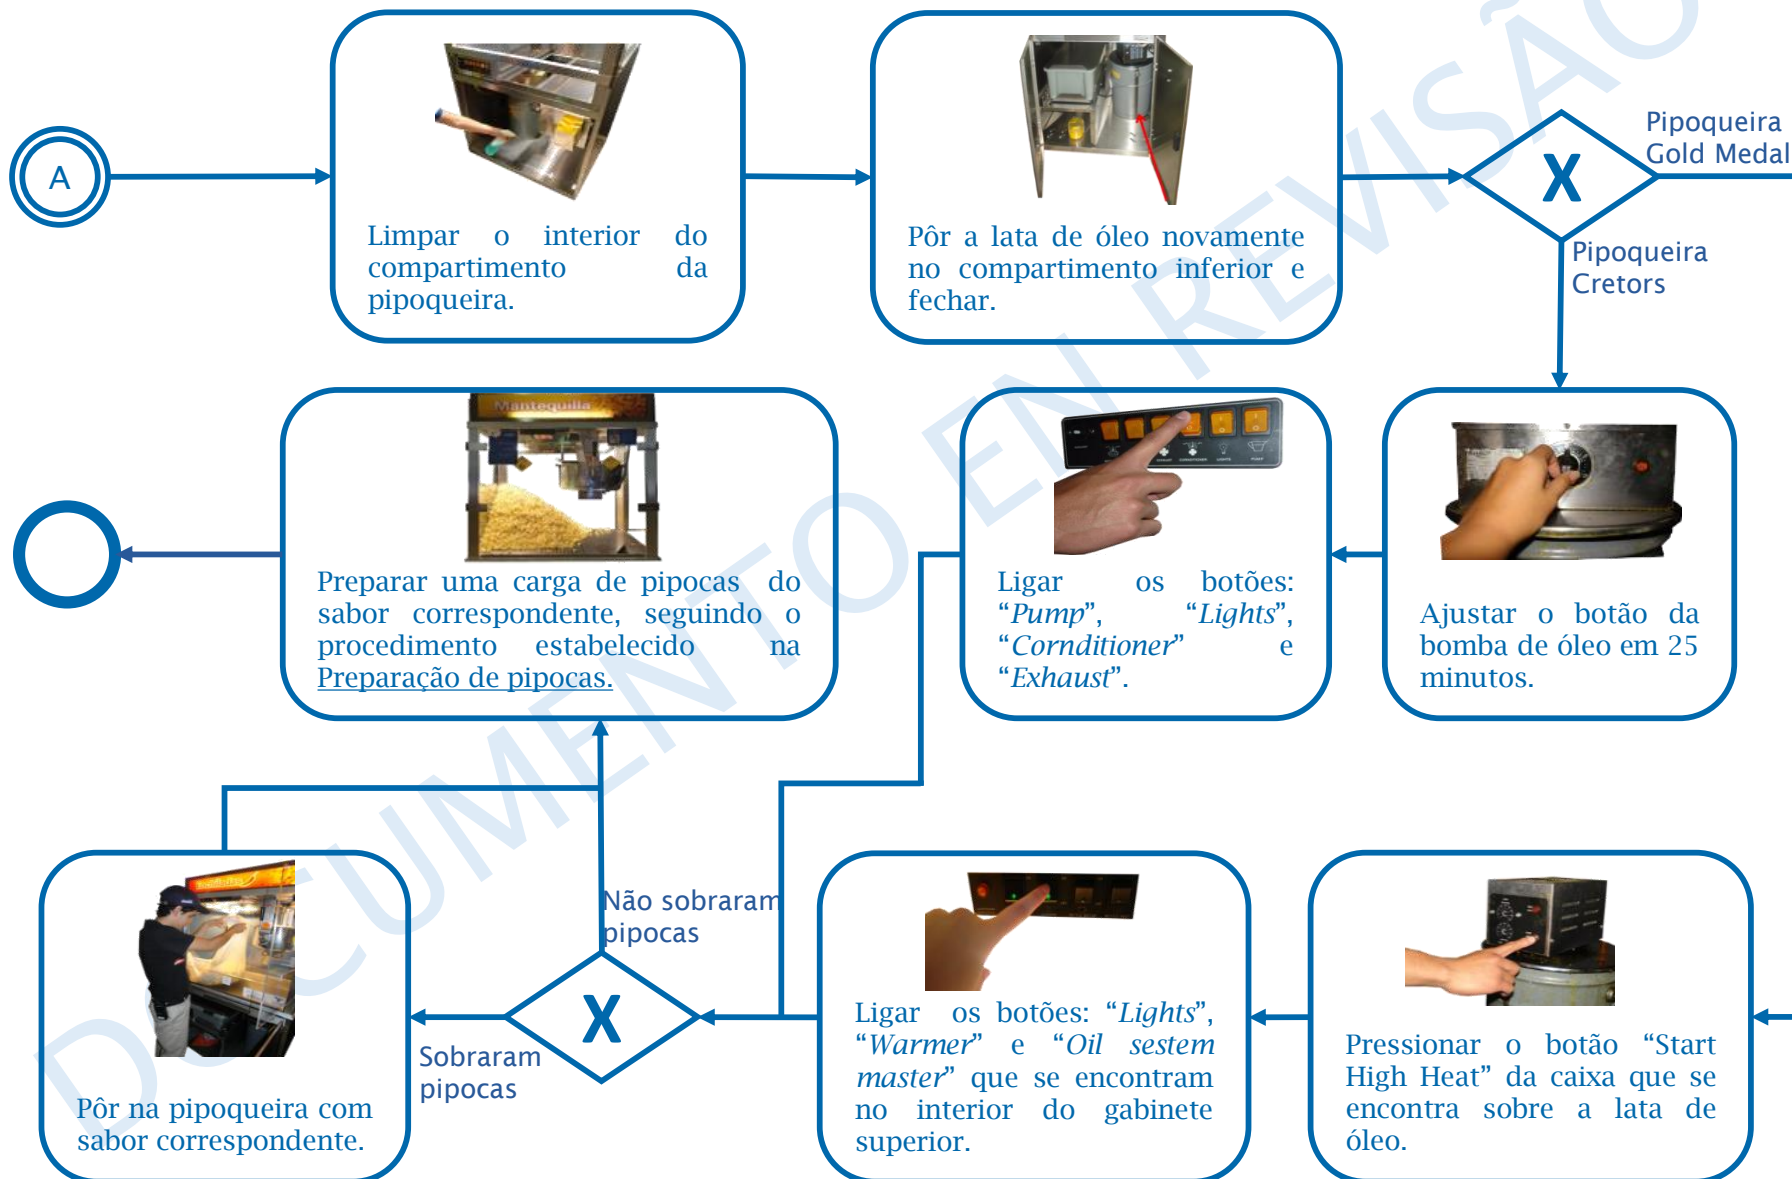 A
Limpar o interior do
compartimento da
pipoqueira.
Pôr a lata de óleo novamente
no compartimento inferior e
fechar.
X
Pipoqueira
Gold Medal
Pipoqueira
Cretors
Mantequilla
Preparar uma carga de pipocas do
sabor correspondente, seguindo o
procedimento estabelecido na
Preparação de pipocas.
Ligar os botões:
“Pump”, “Lights”,
“Cornditioner” e
“Exhaust”.
Ajustar o botão da
bomba de óleo em 25
minutos.
Pôr na pipoqueira com
sabor correspondente.
Não sobraram
pipocas
X
Sobraram
pipocas
Ligar os botões: “Lights”,
“Warmer” e “Oil sestem
master” que se encontram
no interior do gabinete
superior.
Pressionar o botão “Start
High Heat” da caixa que se
encontra sobre a lata de
óleo.
DOCUMENTO EN REVISÃO